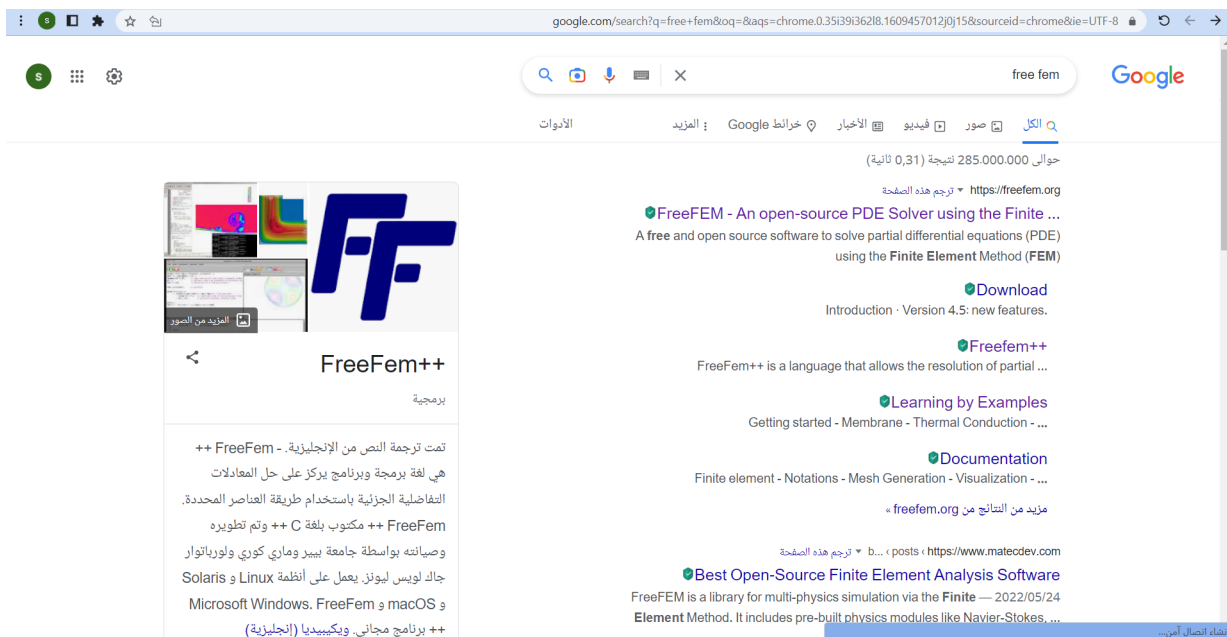 google.com/search?q=free+fem&oq=&aqs=chrome.0.35i39i362l8.1609457012j0j15&sourceid=chrome&ie=UTF-8
S
S
free fem
Google
الكل
صور
فيديو
الأخبار
خرائط Google
المزيد
الأدوات
حوالى 285.000.000 نتيجة (0,31 ثانية)
https://freefem.org ترجم هذه الصفحة
FreeFEM - An open-source PDE Solver using the Finite ...
A free and open source software to solve partial differential equations (PDE)
using the Finite Element Method (FEM)
Download
Introduction · Version 4.5: new features.
Freefem++
FreeFem++ is a language that allows the resolution of partial ...
Learning by Examples
Getting started - Membrane - Thermal Conduction - ...
Documentation
Finite element - Notations - Mesh Generation - Visualization - ...
مزيد من النتائج من freefem.org »
https://www.matecdev.com › posts › b... ترجم هذه الصفحة
Best Open-Source Finite Element Analysis Software
FreeFEM is a library for multi-physics simulation via the Finite — 2022/05/24
Element Method. It includes pre-built physics modules like Navier-Stokes, ...
FF
المزيد من الصور
FreeFem++
برمجية
تمت ترجمة النص من الإنجليزية. - FreeFem ++
هي لغة برمجة وبرنامج يركز على حل المعادلات
التفاضلية الجزئية باستخدام طريقة العناصر المحددة.
FreeFem ++ مكتوب بلغة C ++ وتم تطويره
وصيانته بواسطة جامعة بيير وماري كوري ولورباتوار
جاك لويس ليونز. يعمل على أنظمة Linux و Solaris
و macOS و Microsoft Windows. FreeFem
++ برنامج مجاني. ويكيبيديا (إنجليزية)
إنشاء اتصال آمن...